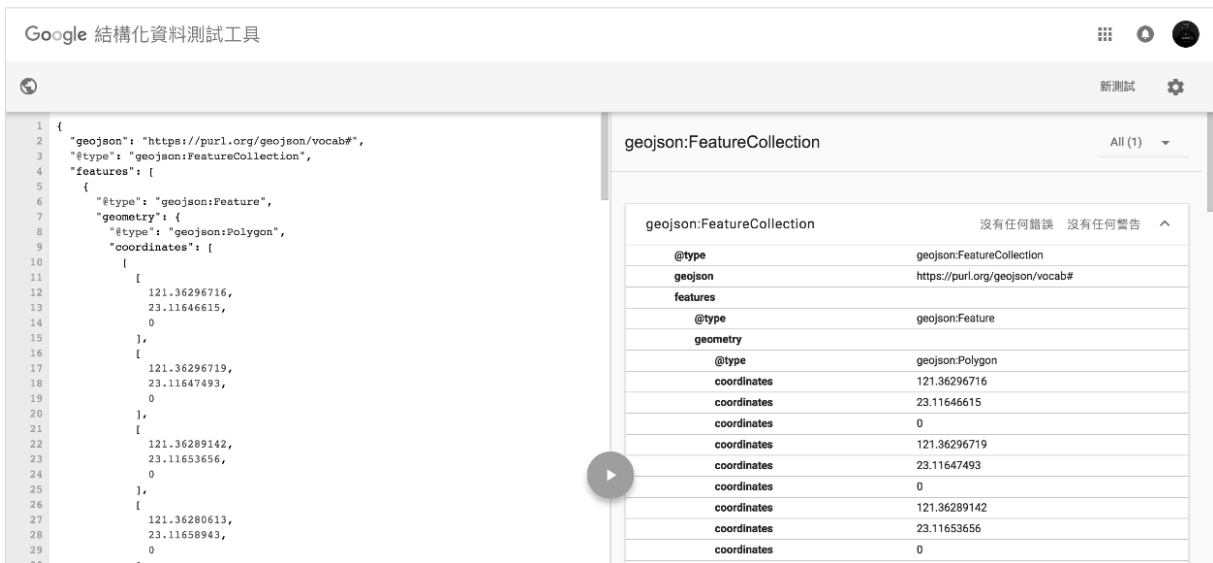 Google 結構化資料測試工具
新測試
1 {
2 "geojson": "https://purl.org/geojson/vocab#",
3 "@type": "geojson:FeatureCollection",
4 "features": [
5 {
6 "@type": "geojson:Feature",
7 "geometry": {
8 "@type": "geojson:Polygon",
9 "coordinates": [
10 [
11 [
12 121.36296716,
13 23.11646615,
14 0
15 ],
16 [
17 121.36296719,
18 23.11647493,
19 0
20 ],
21 [
22 121.36289142,
23 23.11653656,
24 0
25 ],
26 [
27 121.36280613,
28 23.11658943,
29 0
geojson:FeatureCollection All (1)
geojson:FeatureCollection 沒有任何錯誤 沒有任何警告
@type geojson:FeatureCollection
geojson https://purl.org/geojson/vocab#
features
@type geojson:Feature
geometry
@type geojson:Polygon
coordinates 121.36296716
coordinates 23.11646615
coordinates 0
coordinates 121.36296719
coordinates 23.11647493
coordinates 0
coordinates 121.36289142
coordinates 23.11653656
coordinates 0